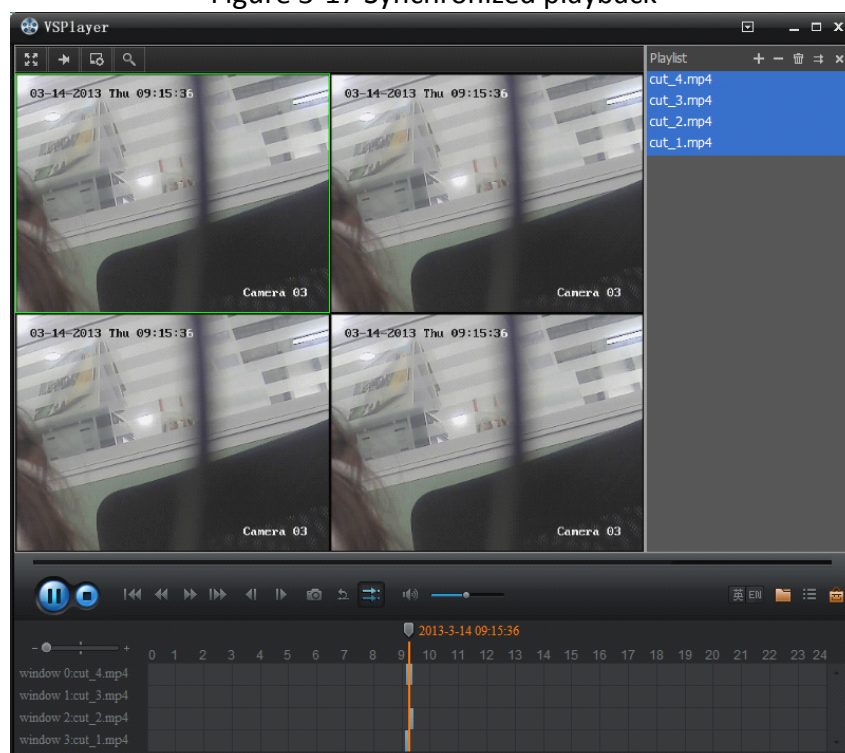 Figure 3-17 Synchronized playback
VSPlayer
Playlist
cut_4.mp4
cut_3.mp4
cut_2.mp4
cut_1.mp4
03-14-2013 Thu 09:15:36
Camera 03
03-14-2013 Thu 09:15:36
Camera 03
03-14-2013 Thu 09:15:36
Camera 03
03-14-2013 Thu 09:15:36
Camera 03
英 EN
2013-3-14 09:15:36
0 1 2 3 4 5 6 7 8 9 10 11 12 13 14 15 16 17 18 19 20 21 22 23 24
window 0:cut_4.mp4
window 1:cut_3.mp4
window 2:cut_2.mp4
window 3:cut_1.mp4